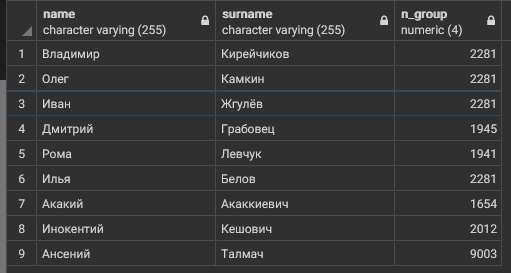 name surname n_group
character varying (255) character varying (255) numeric (4)
1 Владимир Кирейчиков 2281
2 Олег Камкин 2281
3 Иван Жгулёв 2281
4 Дмитрий Грабовец 1945
5 Рома Левчук 1941
6 Илья Белов 2281
7 Акакий Акаккиевич 1654
8 Инокентий Кешович 2012
9 Ансений Талмач 9003